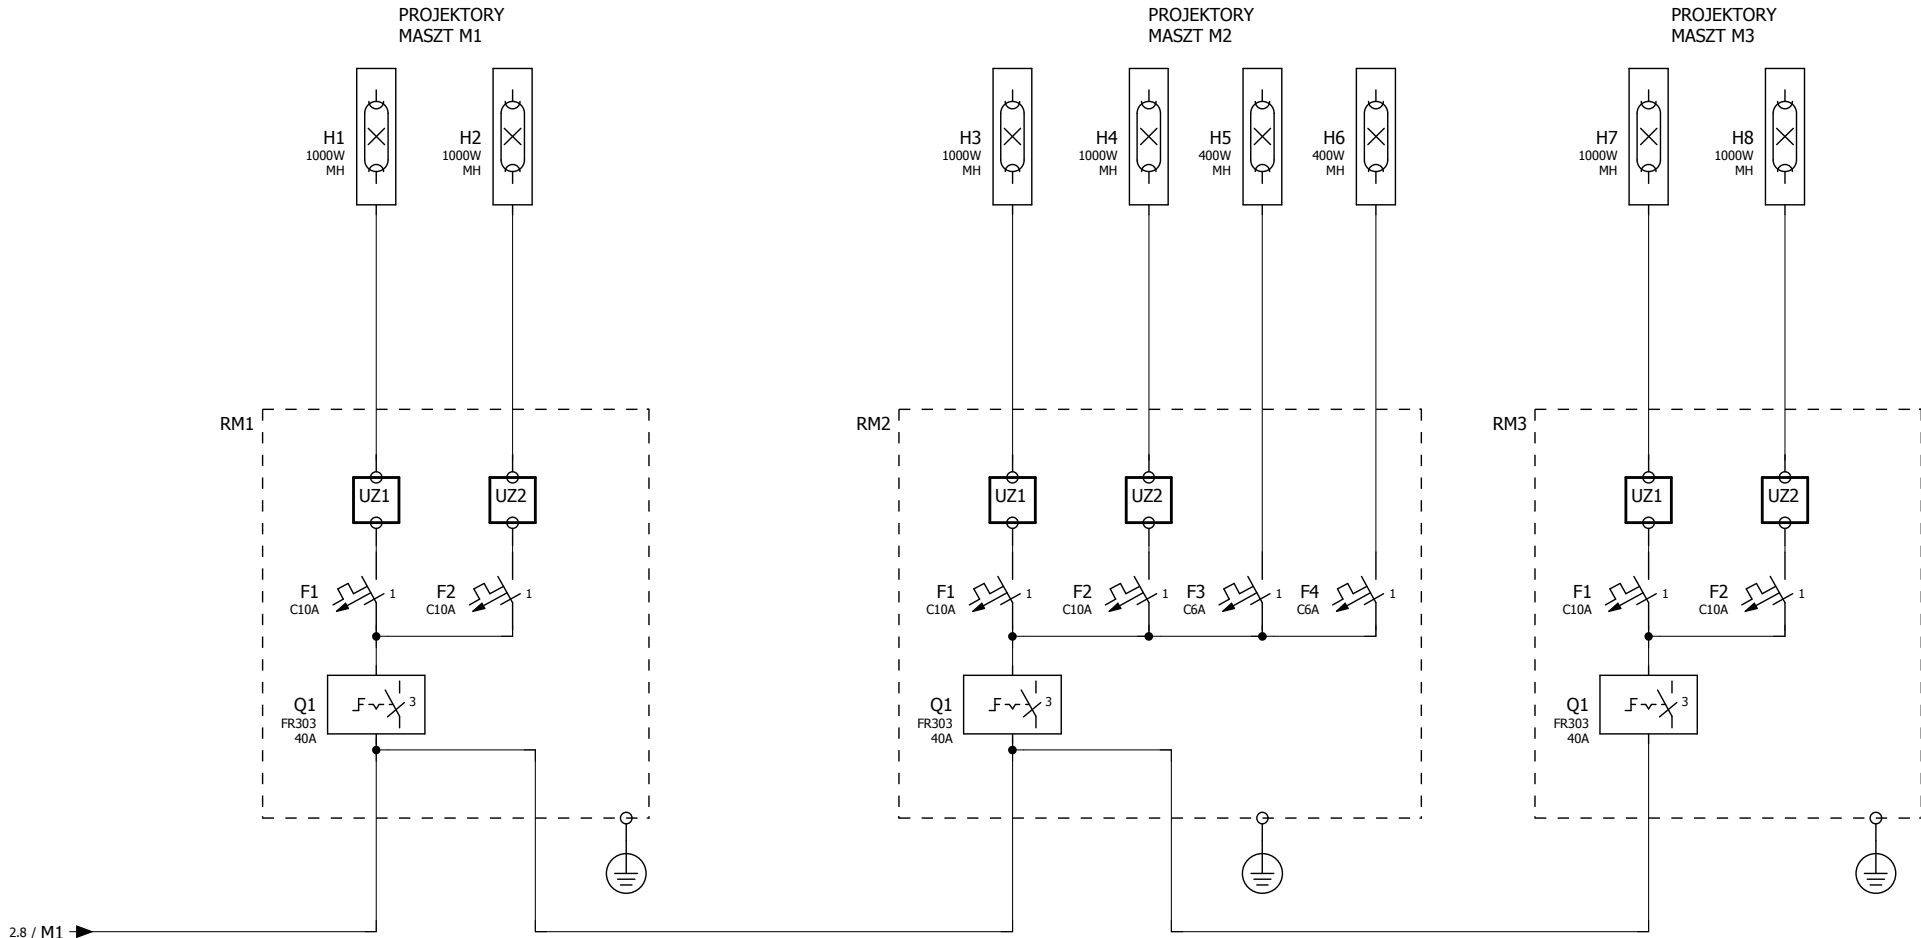 PROJEKTORY
MASZT M1
PROJEKTORY
MASZT M2
PROJEKTORY
MASZT M3
H1
1000W
MH
H2
1000W
MH
H3
1000W
MH
H4
1000W
MH
H5
400W
MH
H6
400W
MH
H7
1000W
MH
H8
1000W
MH
RM1
UZ1
UZ2
F1
C10A
1
F2
C10A
1
Q1
FR303
40A
3
RM2
UZ1
UZ2
F1
C10A
1
F2
C10A
1
F3
C6A
1
F4
C6A
1
Q1
FR303
40A
3
RM3
UZ1
UZ2
F1
C10A
1
F2
C10A
1
Q1
FR303
40A
3
2.8 / M1